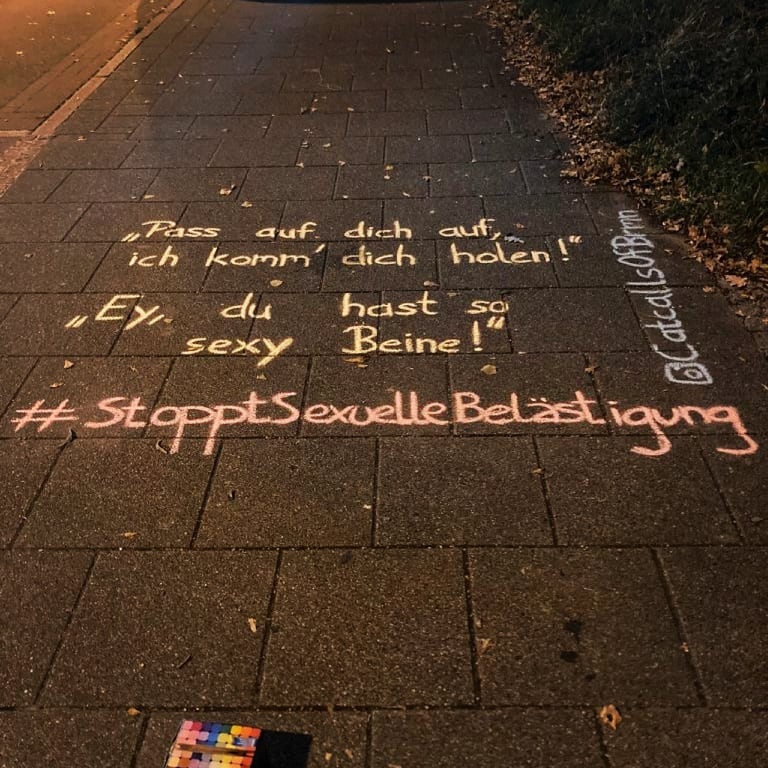 „Pass auf dich auf,
ich komm' dich holen!“
„Ey, du hast so
sexy Beine!“
#StopptSexuelleBelästigung
@CatcallsOfBrmn